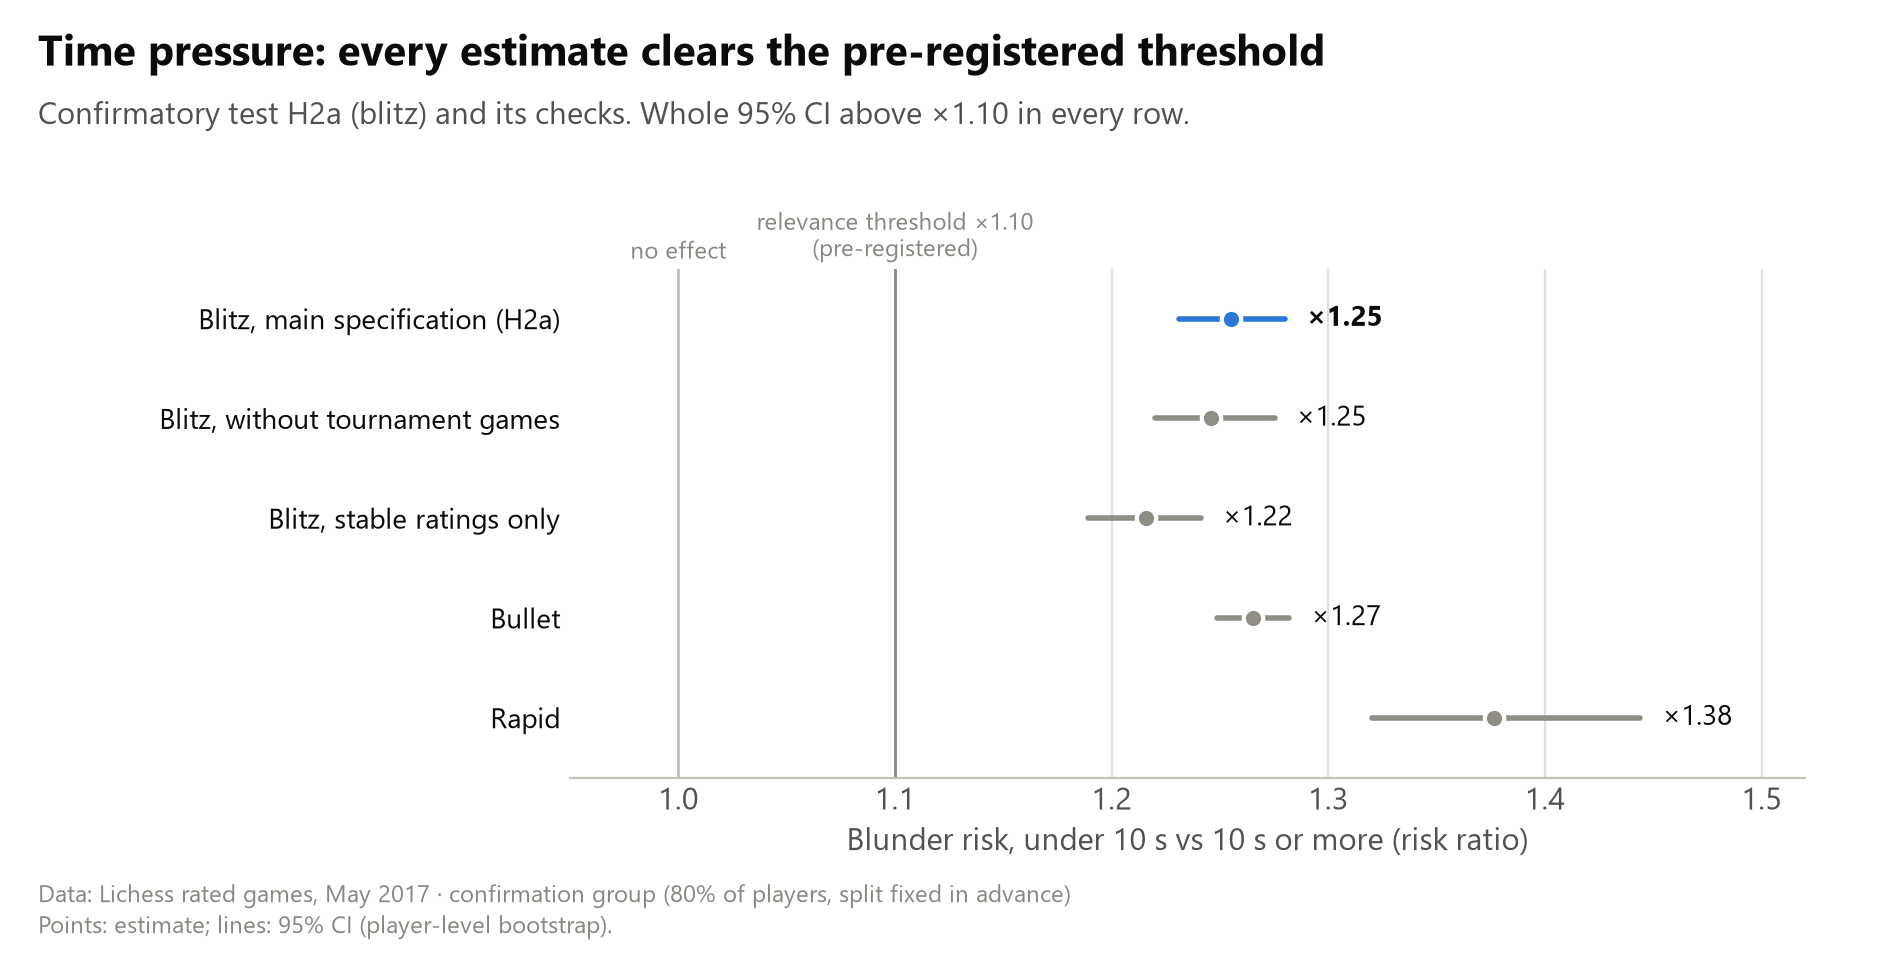 Time pressure: every estimate clears the pre-registered threshold
Confirmatory test H2a (blitz) and its checks. Whole 95% CI above ×1.10 in every row.
relevance threshold ×1.10
(pre-registered)
no effect
Blitz, main specification (H2a)
×1.25
Blitz, without tournament games
×1.25
Blitz, stable ratings only
×1.22
Bullet
×1.27
Rapid
×1.38
1.0 1.1 1.2 1.3 1.4 1.5
Blunder risk, under 10 s vs 10 s or more (risk ratio)
Data: Lichess rated games, May 2017 · confirmation group (80% of players, split fixed in advance)
Points: estimate; lines: 95% CI (player-level bootstrap).